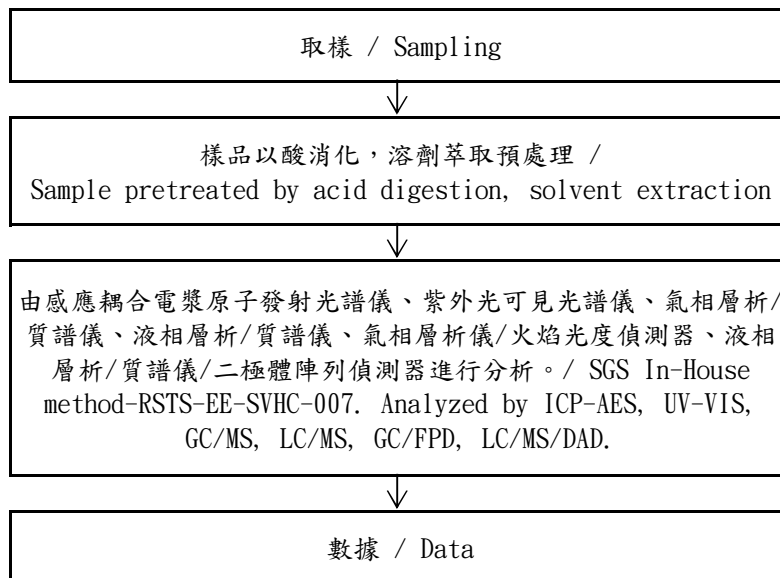 取樣 / Sampling
樣品以酸消化，溶劑萃取預處理 /
Sample pretreated by acid digestion, solvent extraction
由感應耦合電漿原子發射光譜儀、紫外光可見光譜儀、氣相層析/
質譜儀、液相層析/質譜儀、氣相層析儀/火焰光度偵測器、液相
層析/質譜儀/二極體陣列偵測器進行分析。/ SGS In-House
method-RSTS-EE-SVHC-007. Analyzed by ICP-AES, UV-VIS,
GC/MS, LC/MS, GC/FPD, LC/MS/DAD.
數據 / Data